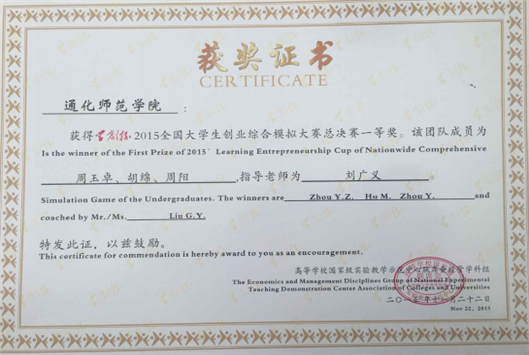 获奖证书
CERTIFICATE
通化师范学院:
获得学创杯2015全国大学生创业综合模拟大赛总决赛一等奖。该团队成员为
Is the winner of the First Prize of 2015` Learning Entrepreneurship Cup of Nationwide Comprehensive
周玉卓、胡绵、周阳,指导老师为 刘广义
Simulation Game of the Undergraduates. The winners are Zhou Y.Z. Hu M. Zhou Y. and
coached by Mr./Ms. Liu G.Y.
特发此证,以兹鼓励。
This certificate for commendation is hereby award to you as an encouragement.
高等学校国家级实验教学示范中心联席会经管学科组
The Economics and Management Disciplines Group of National Experimental
Teaching Demonstration Center Association of Colleges and Universities
二〇一五年十一月二十二日
Nov 22, 2015